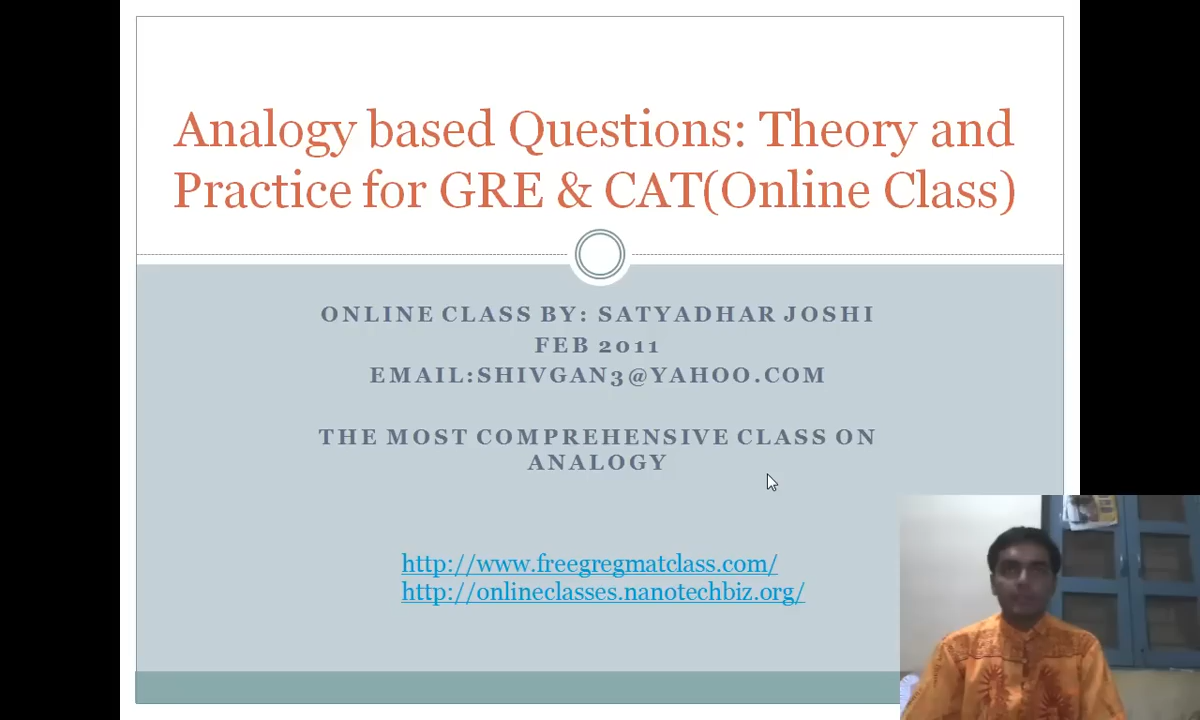 Analogy based Questions: Theory and
Practice for GRE & CAT(Online Class)
ONLINE CLASS BY: SATYADHAR JOSHI
FEB 2011
EMAIL:SHIVGAN3@YAHOO.COM
THE MOST COMPREHENSIVE CLASS ON
ANALOGY
http://www.freegregmatclass.com/
http://onlineclasses.nanotechbiz.org/